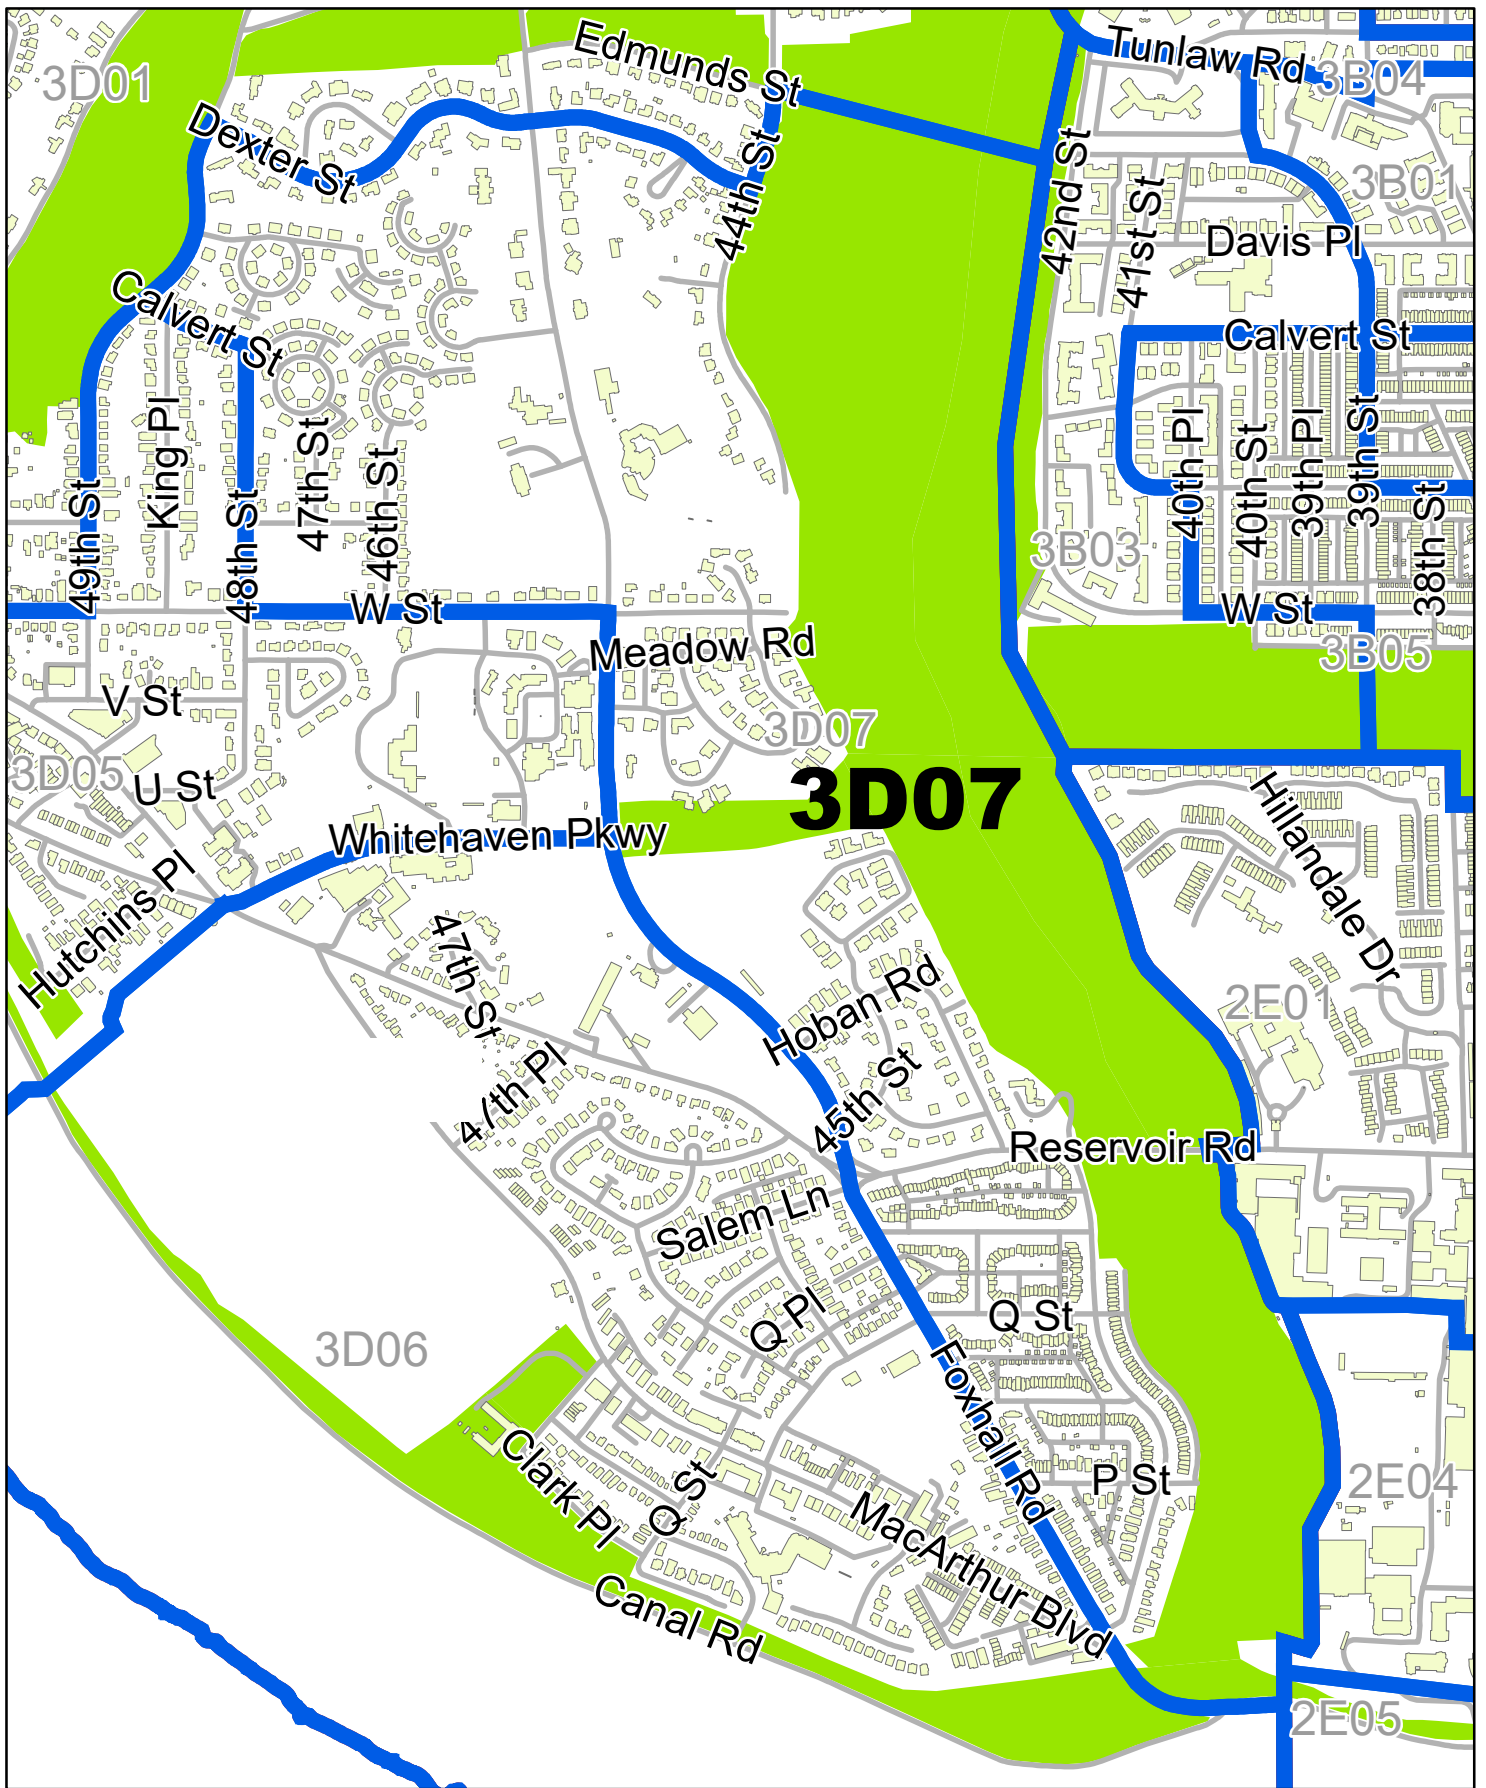 Edmunds St
Tunlaw Rd
3D01
3B04
Dexter St
44th St
42nd St
41st St
3B01
Davis Pl
Calvert St
Calvert St
King Pl
47th St
46th St
49th St
48th St
40th Pl
40th St
39th Pl
39th St
38th St
3B03
W St
W St
Meadow Rd
3B05
V St
3D07
3D05
U St
3D07
Whitehaven Pkwy
Hillandale Dr
Hutchins Pl
47th St
Hoban Rd
2E01
47th Pl
45th St
Reservoir Rd
Salem Ln
Q Pl
Q St
3D06
Foxhall Rd
Clark Pl
Q St
P St
2E04
MacArthur Blvd
Canal Rd
2E05